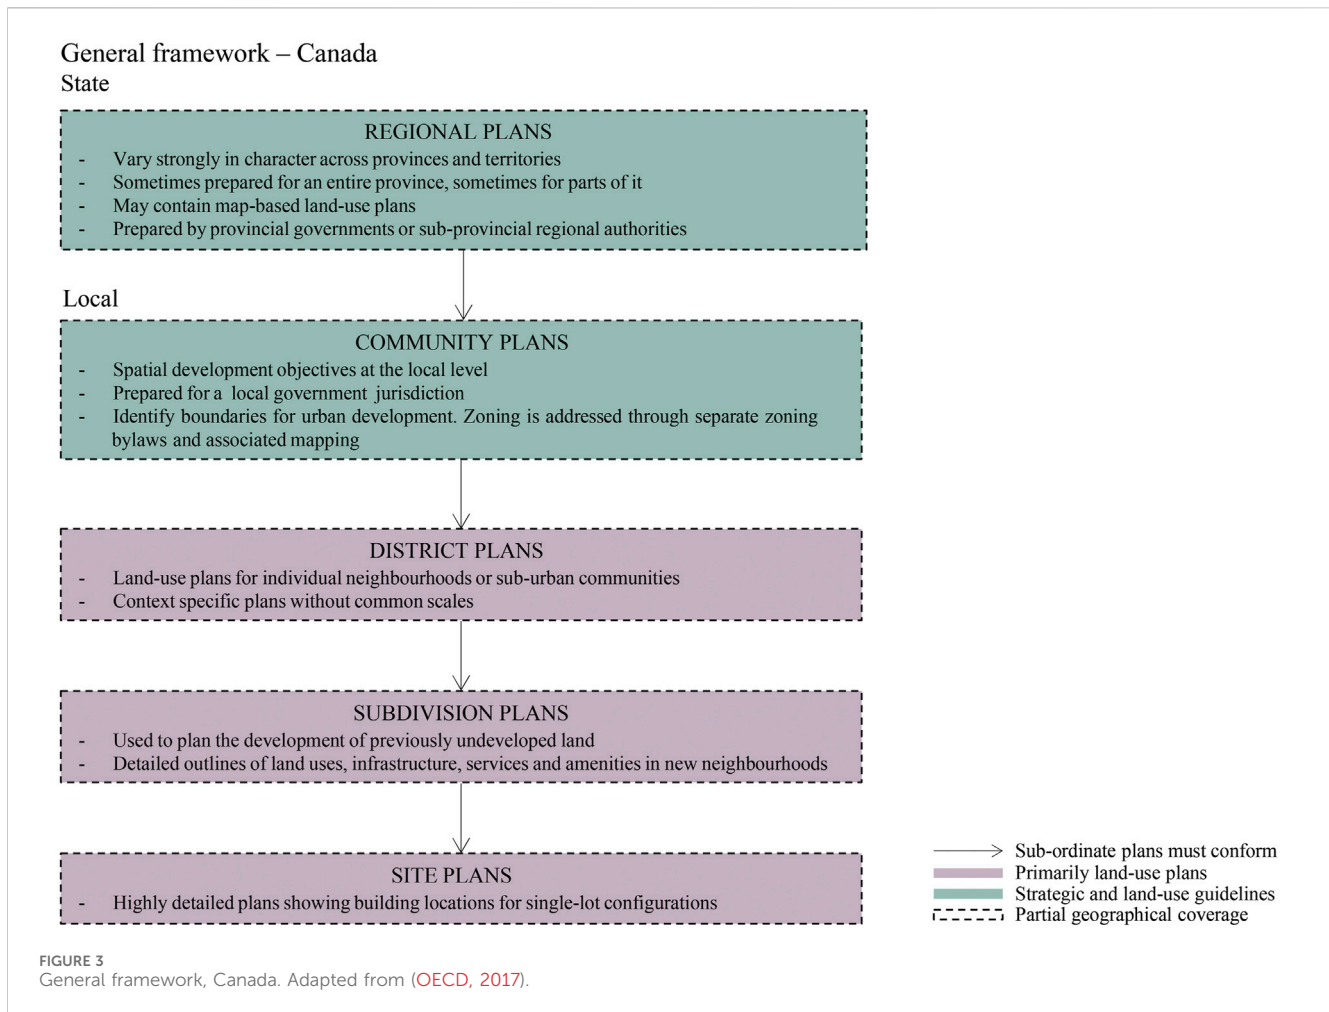 General framework – Canada
State
REGIONAL PLANS
- Vary strongly in character across provinces and territories
- Sometimes prepared for an entire province, sometimes for parts of it
- May contain map-based land-use plans
- Prepared by provincial governments or sub-provincial regional authorities
Local
COMMUNITY PLANS
- Spatial development objectives at the local level
- Prepared for a local government jurisdiction
- Identify boundaries for urban development. Zoning is addressed through separate zoning
bylaws and associated mapping
DISTRICT PLANS
- Land-use plans for individual neighbourhoods or sub-urban communities
- Context specific plans without common scales
SUBDIVISION PLANS
- Used to plan the development of previously undeveloped land
- Detailed outlines of land uses, infrastructure, services and amenities in new neighbourhoods
SITE PLANS
- Highly detailed plans showing building locations for single-lot configurations
Sub-ordinate plans must conform
Primarily land-use plans
Strategic and land-use guidelines
Partial geographical coverage
FIGURE 3
General framework, Canada. Adapted from (OECD, 2017).